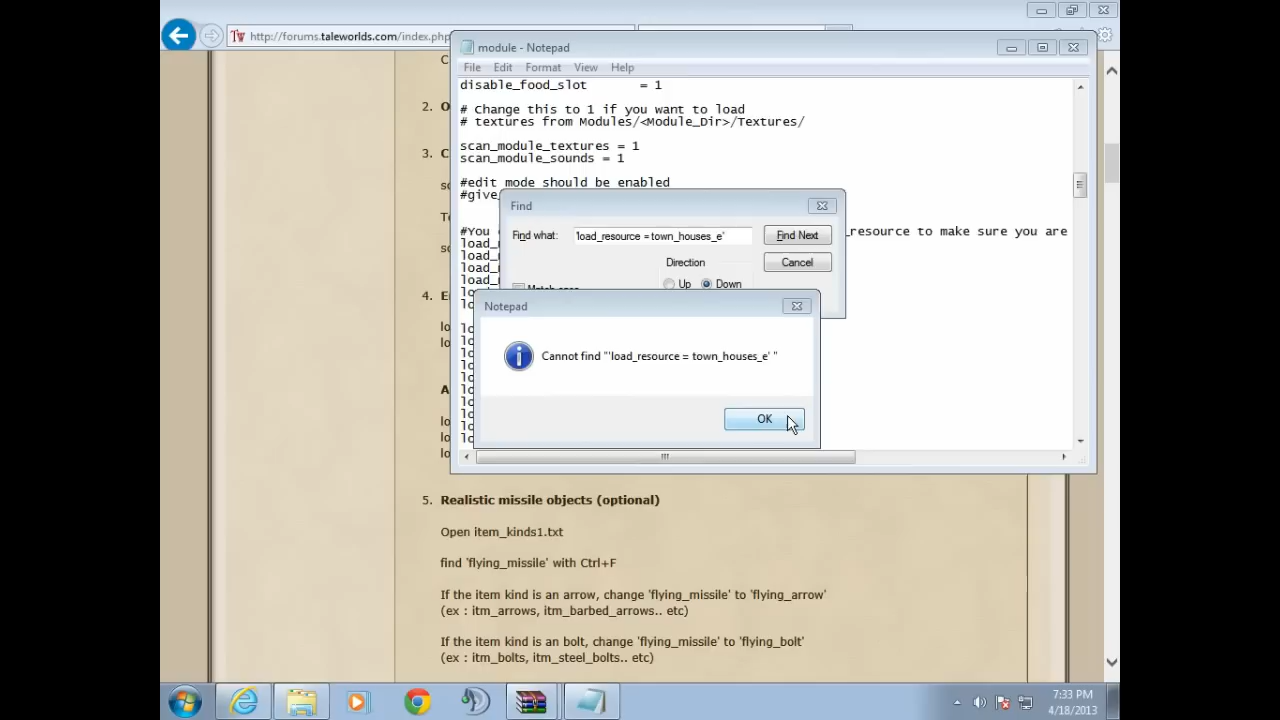 http://forums.taleworlds.com/index.php
module - Notepad
File Edit Format View Help
disable_food_slot = 1
# Change this to 1 if you want to load
# textures from Modules/<Module_Dir>/Textures/
scan_module_textures = 1
scan_module_sounds = 1
#edit mode should be enabled
#give_
Find
Find what: 'load_resource = town_houses_e'
Find Next
#You
_resource to make sure you are
Direction
Cancel
Up Down
Match case
Notepad
Cannot find "'load_resource = town_houses_e' "
OK
2. O
3. C
4. E
A
5. Realistic missile objects (optional)
Open item_kinds1.txt
find 'flying_missile' with Ctrl+F
If the item kind is an arrow, change 'flying_missile' to 'flying_arrow'
(ex : itm_arrows, itm_barbed_arrows.. etc)
If the item kind is an bolt, change 'flying_missile' to 'flying_bolt'
(ex : itm_bolts, itm_steel_bolts.. etc)
7:33 PM
4/18/2013